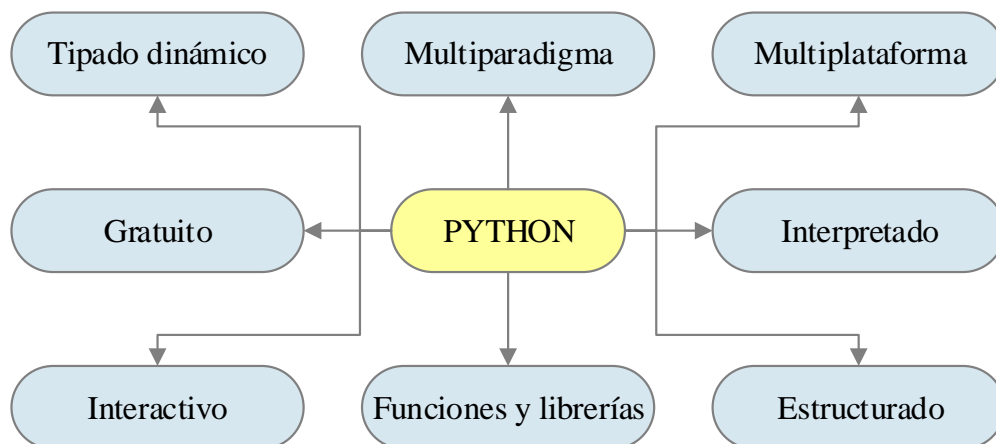 Tipado dinámico
Multiparadigma
Multiplataforma
Gratuito
PYTHON
Interpretado
Interactivo
Funciones y librerías
Estructurado